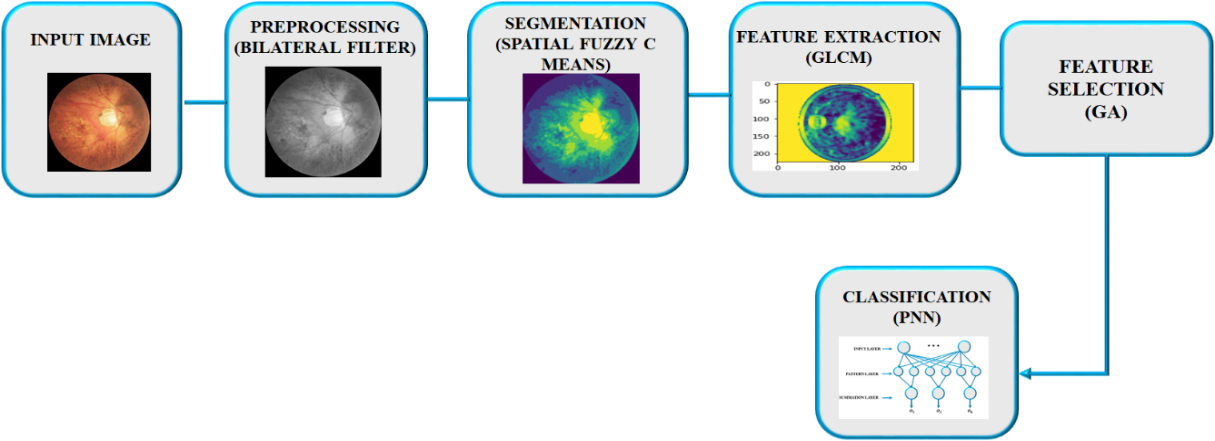 INPUT IMAGE
PREPROCESSING
(BILATERAL FILTER)
SEGMENTATION
(SPATIAL FUZZY C
MEANS)
FEATURE EXTRACTION
(GLCM)
0
50
100
150
200
0
100
200
FEATURE
SELECTION
(GA)
CLASSIFICATION
(PNN)
INPUT LAYER
PATTERN LAYER
SUMMATION LAYER